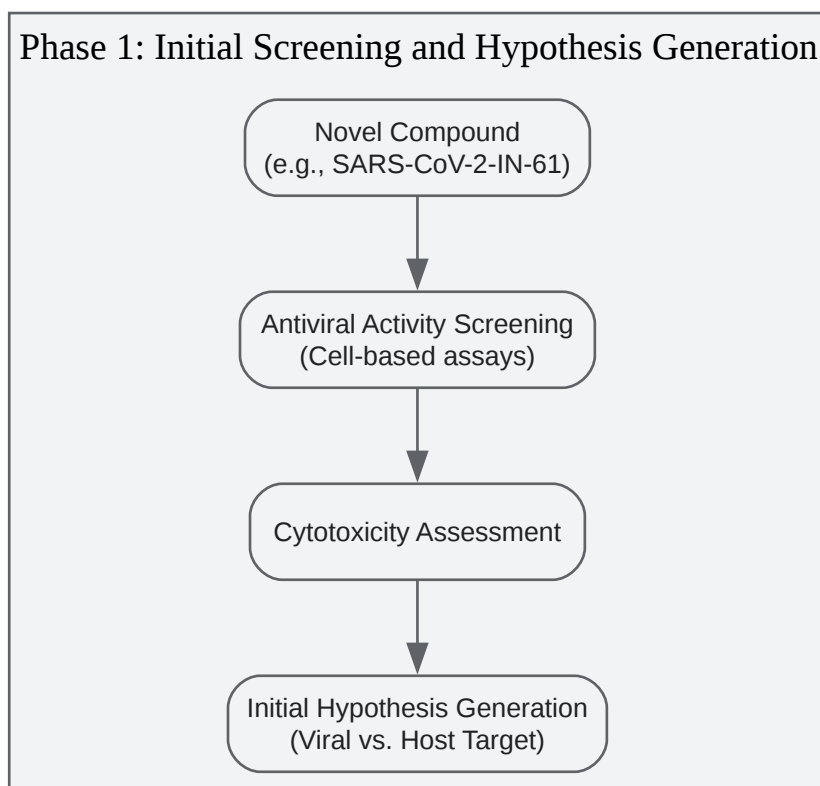 Phase 1: Initial Screening and Hypothesis Generation
Novel Compound
(e.g., SARS-CoV-2-IN-61)
Antiviral Activity Screening
(Cell-based assays)
Cytotoxicity Assessment
Initial Hypothesis Generation
(Viral vs. Host Target)